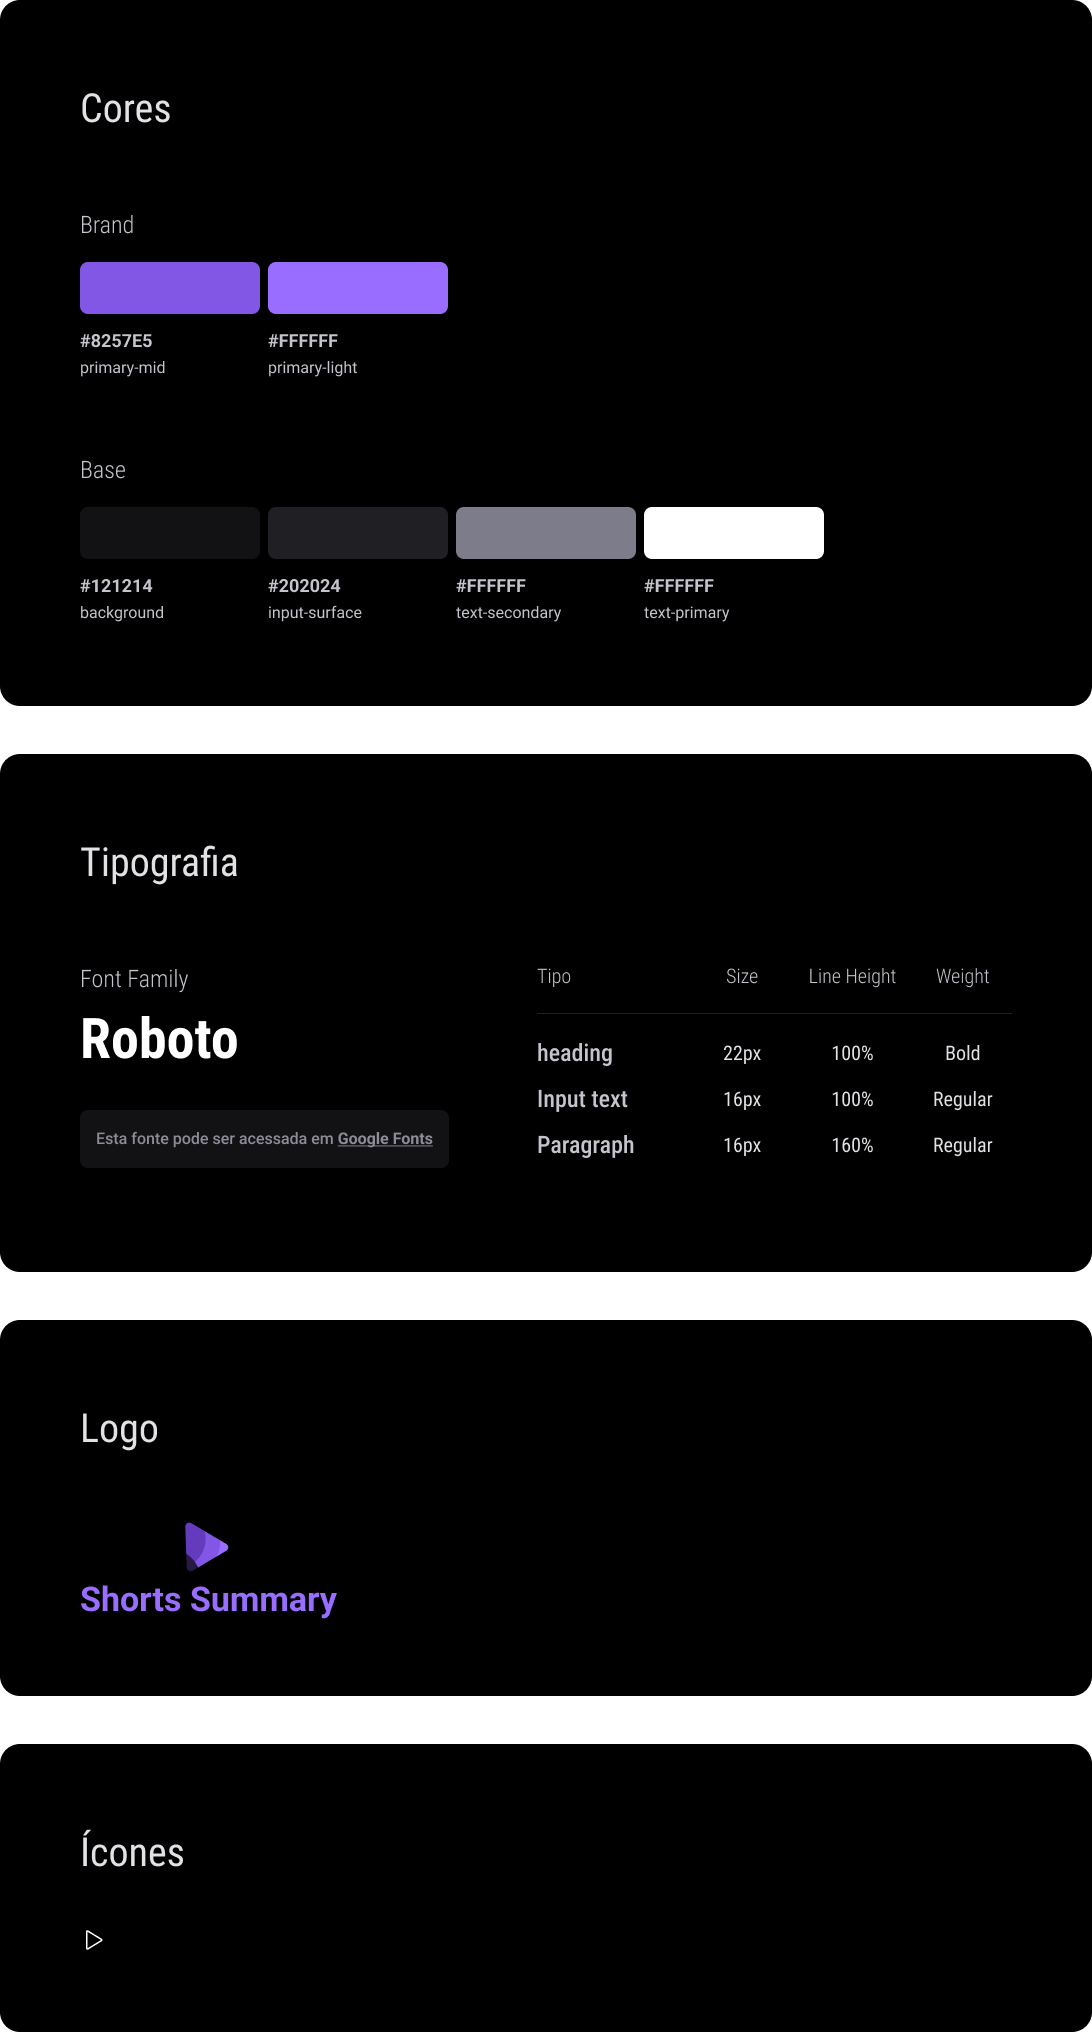 Cores
Brand
#8257E5 #FFFFFF
primary-mid primary-light
Base
#121214 #202024 #FFFFFF #FFFFFF
background input-surface text-secondary text-primary
Tipografia
Font Family
Roboto
Esta fonte pode ser acessada em Google Fonts
Tipo Size Line Height Weight
heading 22px 100% Bold
Input text 16px 100% Regular
Paragraph 16px 160% Regular
Logo
Shorts Summary
Ícones